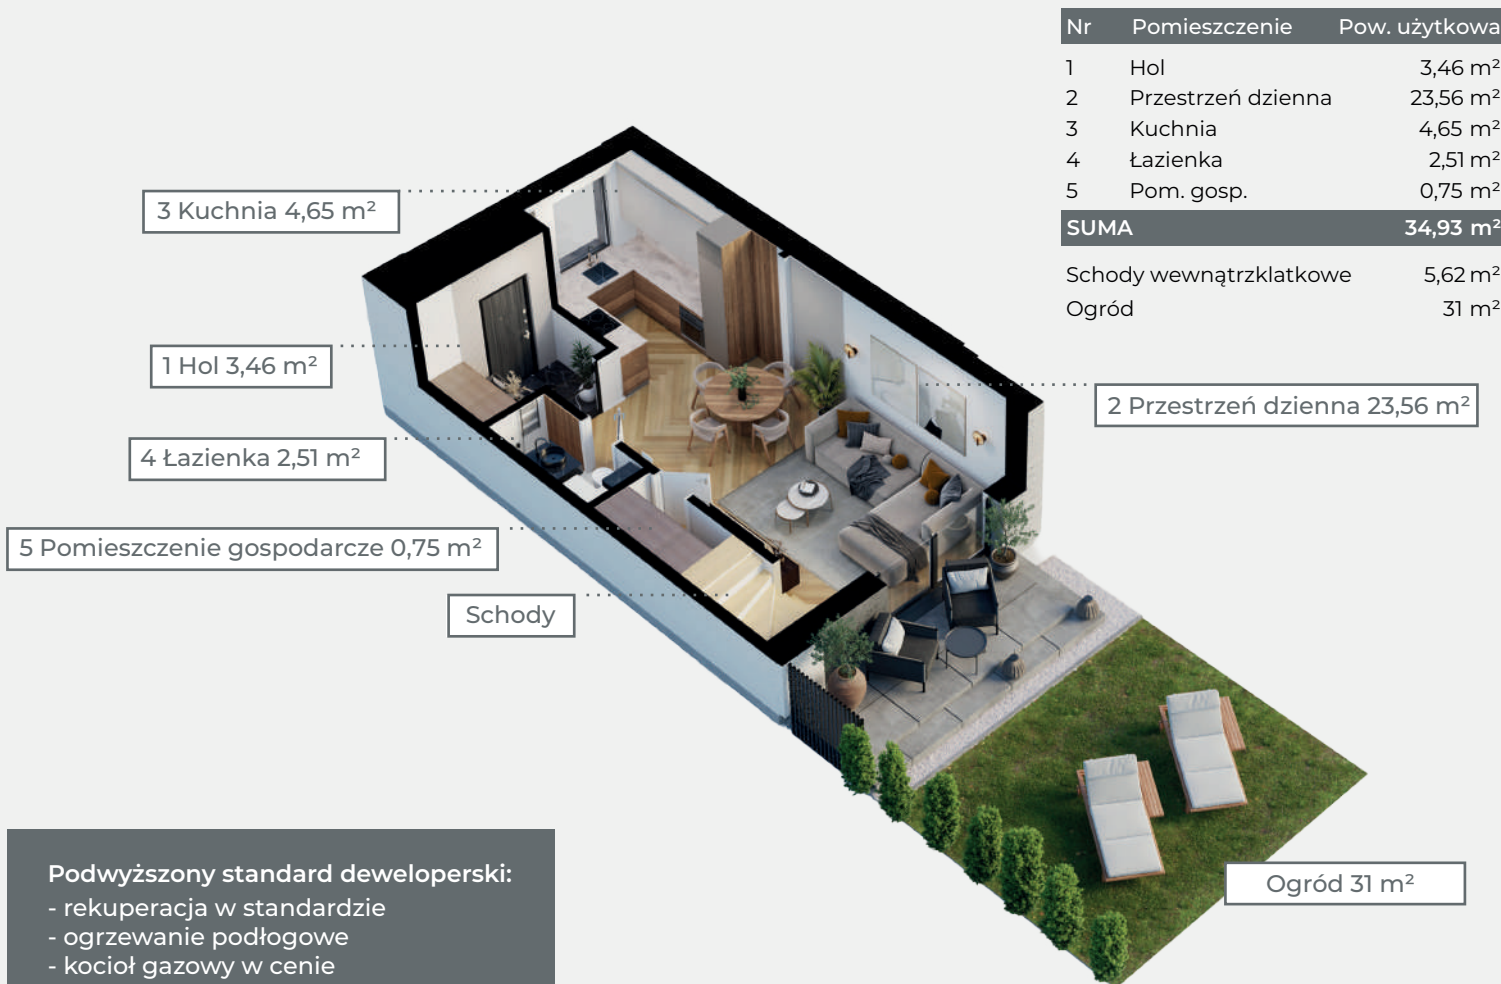 Nr Pomieszczenie Pow. użytkowa
1 Hol 3,46 m²
2 Przestrzeń dzienna 23,56 m²
3 Kuchnia 4,65 m²
4 Łazienka 2,51 m²
5 Pom. gosp. 0,75 m²
SUMA 34,93 m²
Schody wewnątrzklatkowe 5,62 m²
Ogród 31 m²
3 Kuchnia 4,65 m²
1 Hol 3,46 m²
2 Przestrzeń dzienna 23,56 m²
4 Łazienka 2,51 m²
5 Pomieszczenie gospodarcze 0,75 m²
Schody
Ogród 31 m²
Podwyższony standard deweloperski:
- rekuperacja w standardzie
- ogrzewanie podłogowe
- kocioł gazowy w cenie